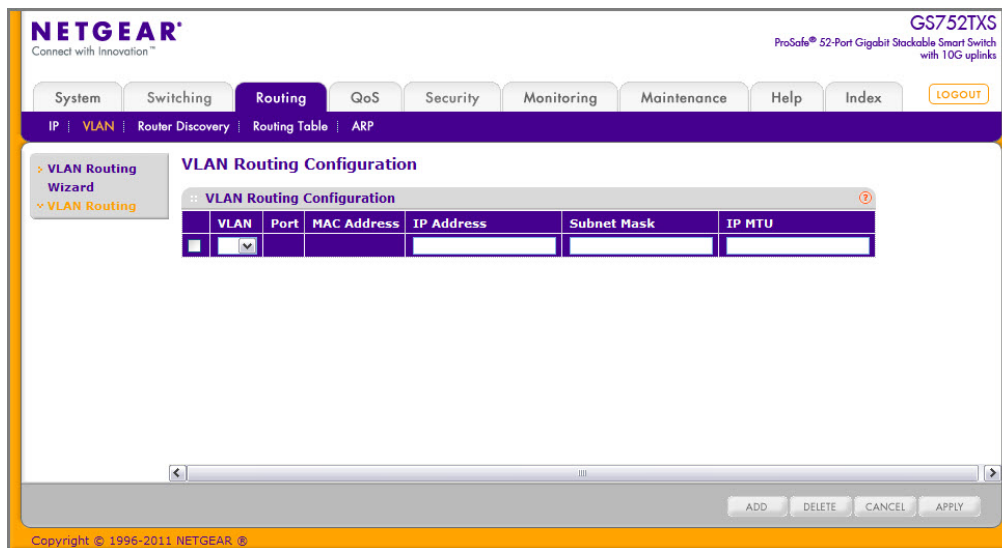 NETGEAR®
Connect with Innovation™
GS752TXS
ProSafe® 52-Port Gigabit Stackable Smart Switch
with 10G uplinks
System Switching Routing QoS Security Monitoring Maintenance Help Index LOGOUT
IP VLAN Router Discovery Routing Table ARP
VLAN Routing
Wizard
VLAN Routing
VLAN Routing Configuration
VLAN Routing Configuration ?
VLAN Port MAC Address IP Address Subnet Mask IP MTU
ADD DELETE CANCEL APPLY
Copyright © 1996-2011 NETGEAR ®